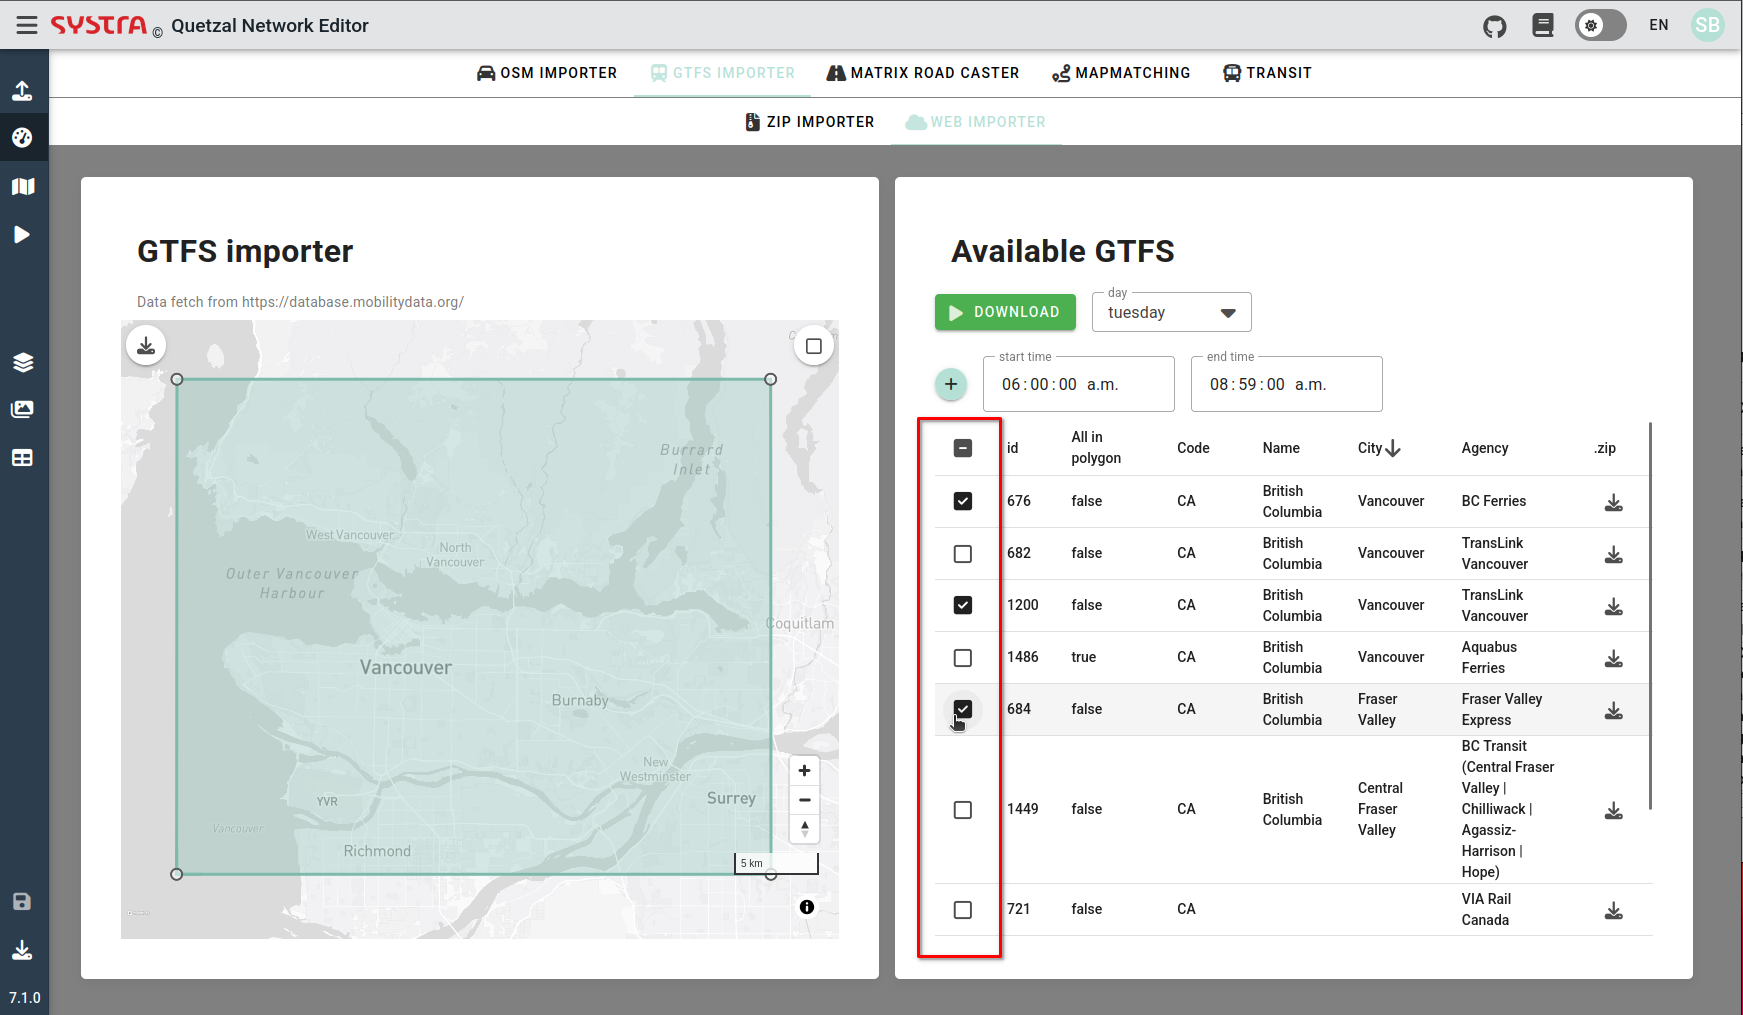 SYSTRA © Quetzal Network Editor
EN
SB
OSM IMPORTER
GTFS IMPORTER
MATRIX ROAD CASTER
MAPMATCHING
TRANSIT
ZIP IMPORTER
WEB IMPORTER
GTFS importer
Data fetch from https://database.mobilitydata.org/
Burrard
Inlet
West Vancouver
North
Vancouver
Outer Vancouver
Harbour
Coquitlam
Vancouver
Burnaby
New
Westminster
Surrey
YVR
Vancouver
Richmond
5 km
Available GTFS
DOWNLOAD
day
tuesday
start time
06:00:00 a.m.
end time
08:59:00 a.m.
id
All in
polygon
Code
Name
City
Agency
.zip
676 false CA British
Columbia Vancouver BC Ferries
682 false CA British
Columbia Vancouver TransLink
Vancouver
1200 false CA British
Columbia Vancouver TransLink
Vancouver
1486 true CA British
Columbia Vancouver Aquabus
Ferries
684 false CA British
Columbia Fraser
Valley Fraser Valley
Express
1449 false CA British
Columbia Central
Fraser
Valley BC Transit
(Central Fraser
Valley |
Chilliwack |
Agassiz-
Harrison |
Hope)
721 false CA VIA Rail
Canada
7.1.0